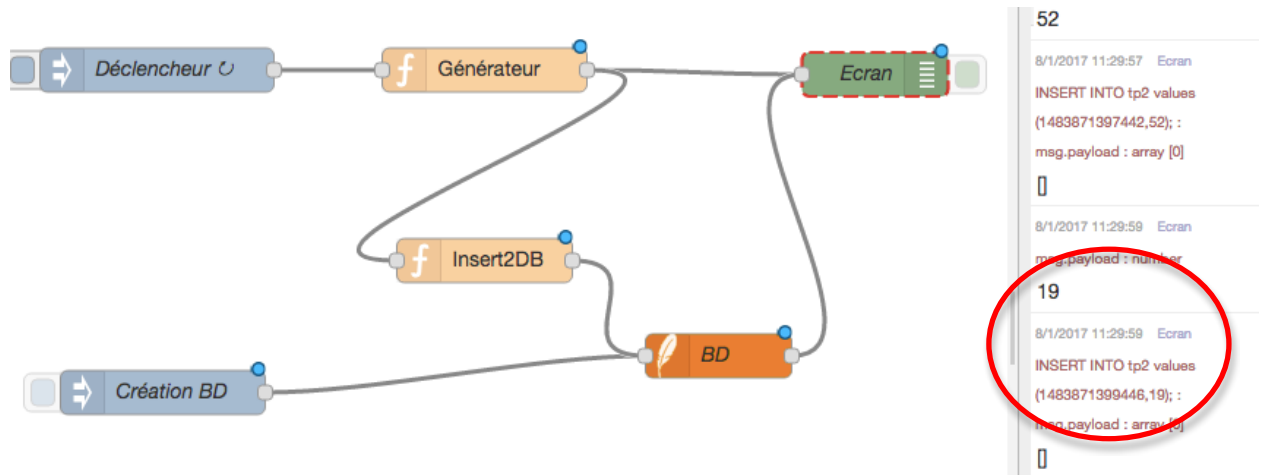 Déclencheur ↻
Générateur
Ecran
Insert2DB
BD
Création BD
52
8/1/2017 11:29:57 Ecran
INSERT INTO tp2 values
(1483871397442,52); :
msg.payload : array [0]
[]
8/1/2017 11:29:59 Ecran
msg.payload : number
19
8/1/2017 11:29:59 Ecran
INSERT INTO tp2 values
(1483871399446,19); :
msg.payload : array [0]
[]